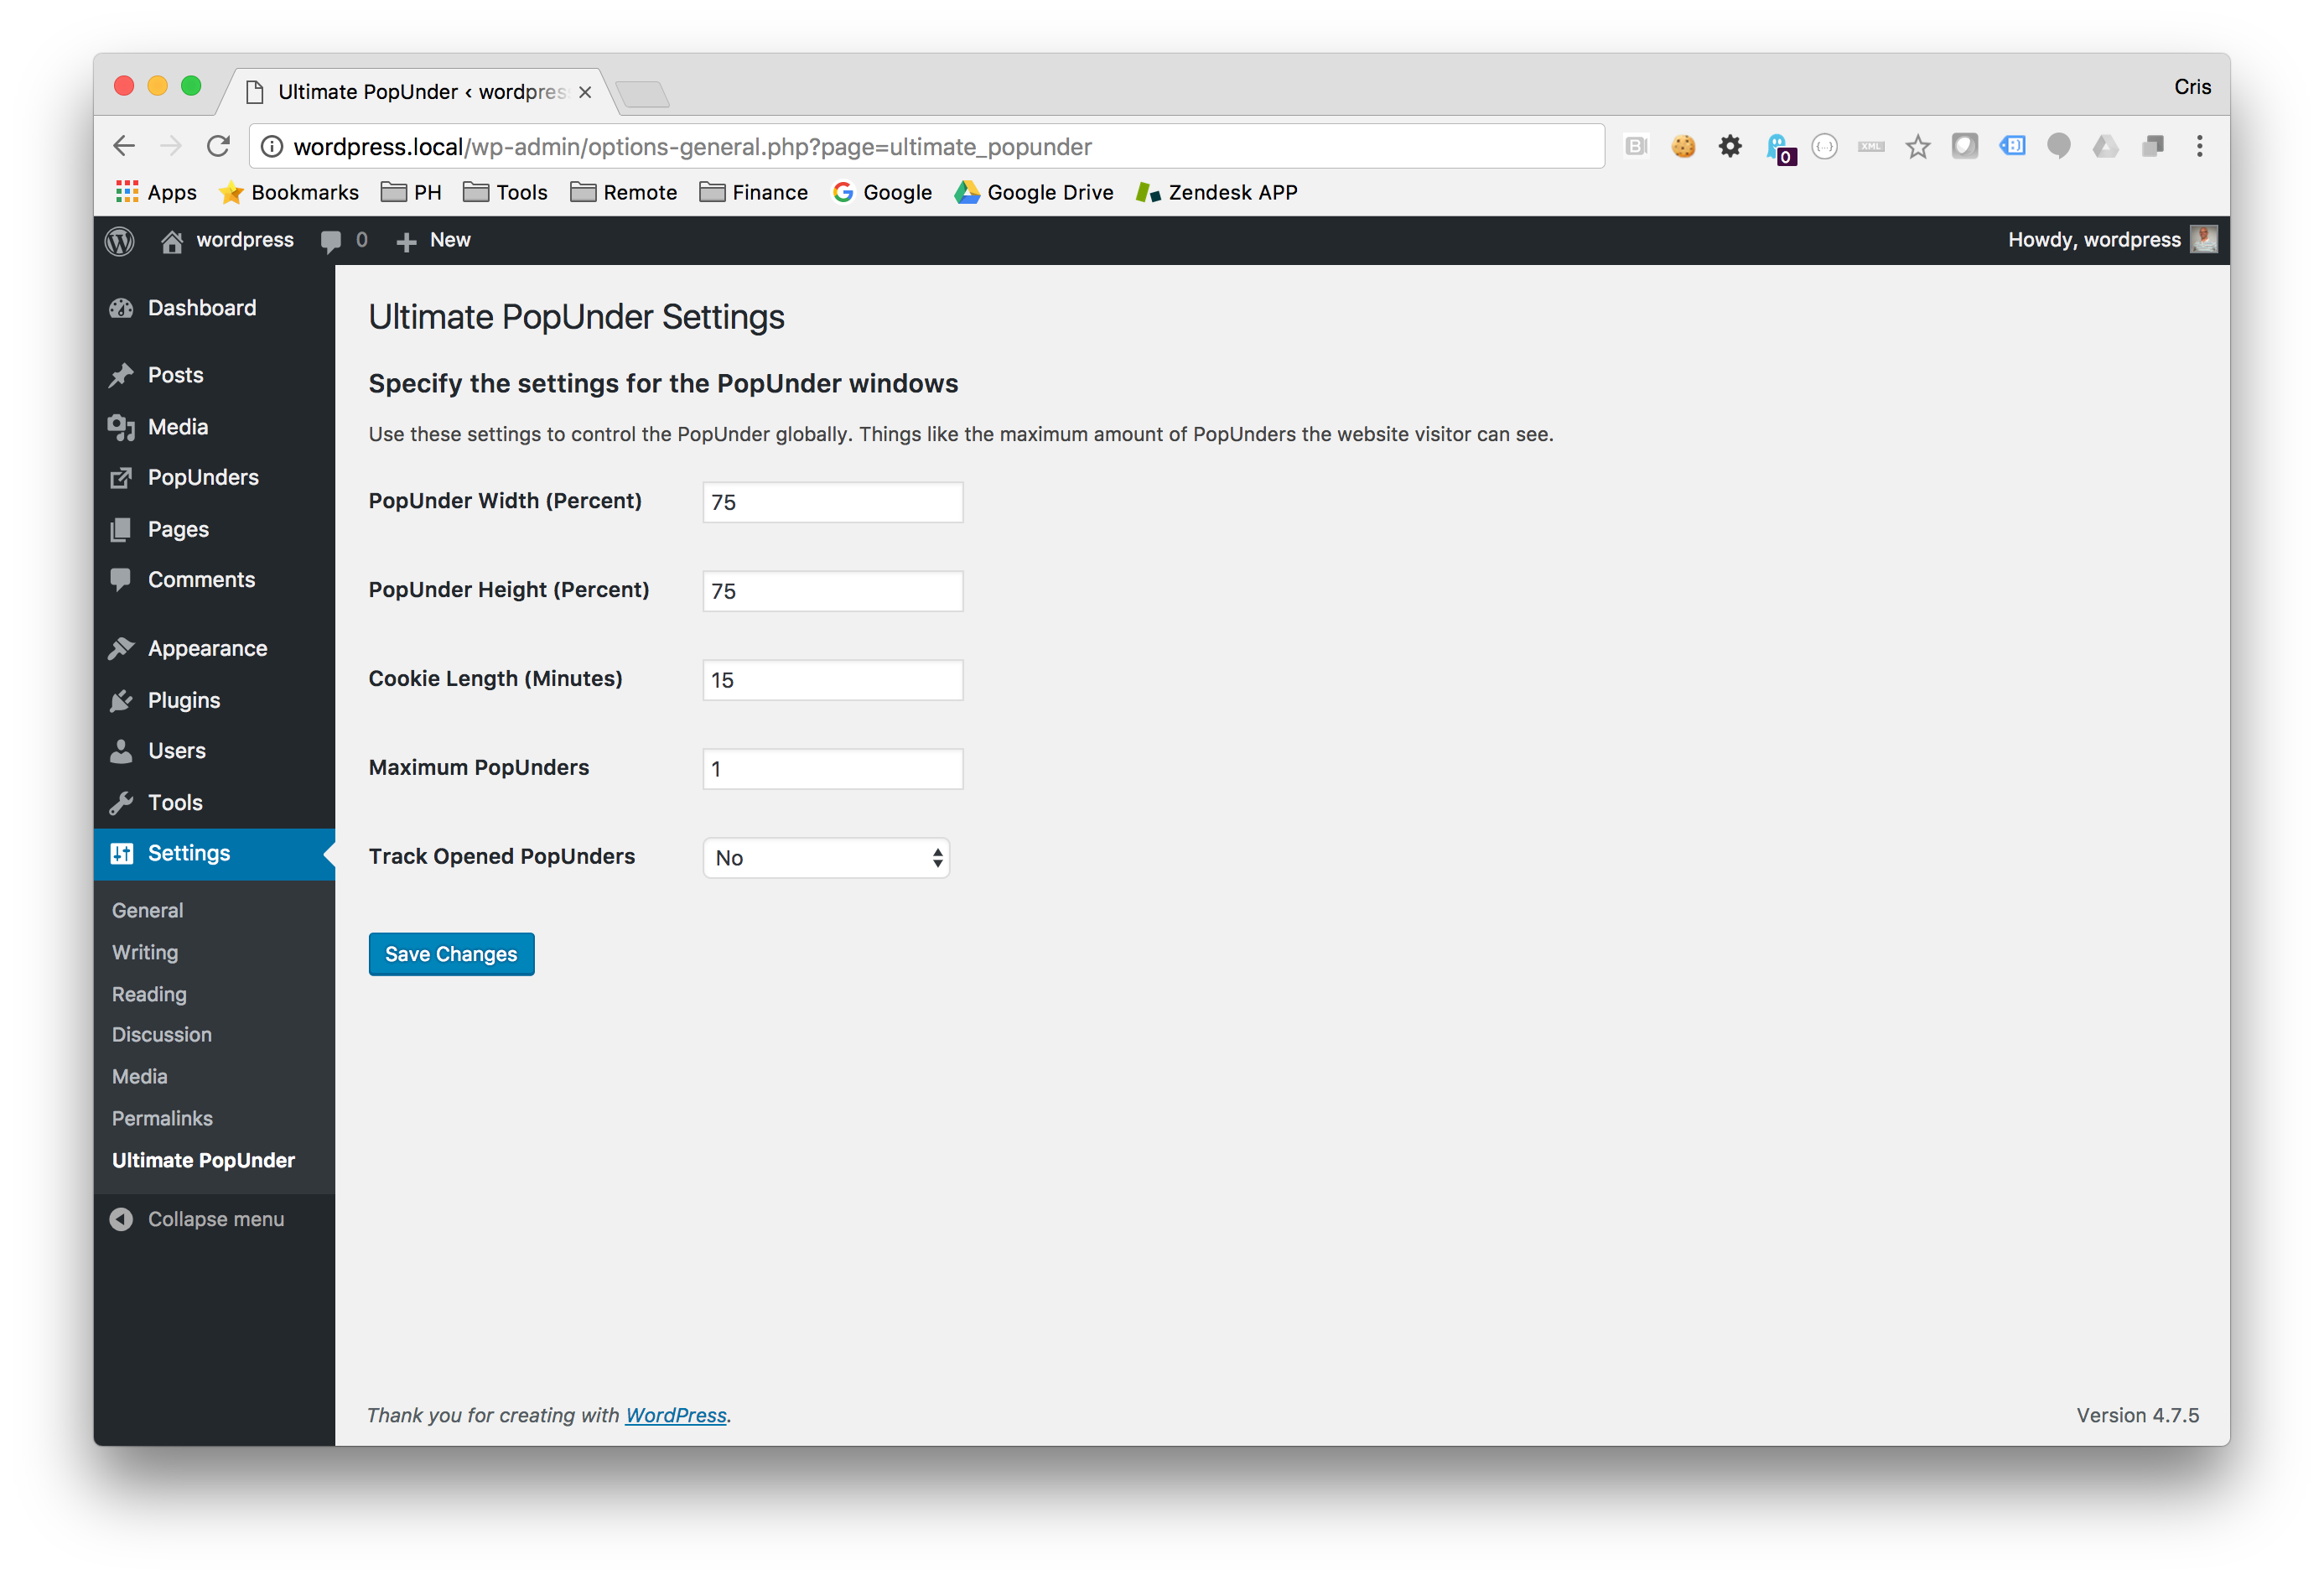 Ultimate PopUnder ‹ wordpres
Cris
wordpress.local/wp-admin/options-general.php?page=ultimate_popunder
B
0
{...}
XML
Apps Bookmarks PH Tools Remote Finance Google Google Drive Zendesk APP
wordpress 0 New
Howdy, wordpress
Dashboard
Posts
Media
PopUnders
Pages
Comments
Appearance
Plugins
Users
Tools
Settings
General
Writing
Reading
Discussion
Media
Permalinks
Ultimate PopUnder
Collapse menu
Ultimate PopUnder Settings
Specify the settings for the PopUnder windows
Use these settings to control the PopUnder globally. Things like the maximum amount of PopUnders the website visitor can see.
PopUnder Width (Percent) 75
PopUnder Height (Percent) 75
Cookie Length (Minutes) 15
Maximum PopUnders 1
Track Opened PopUnders No
Save Changes
Thank you for creating with WordPress.
Version 4.7.5